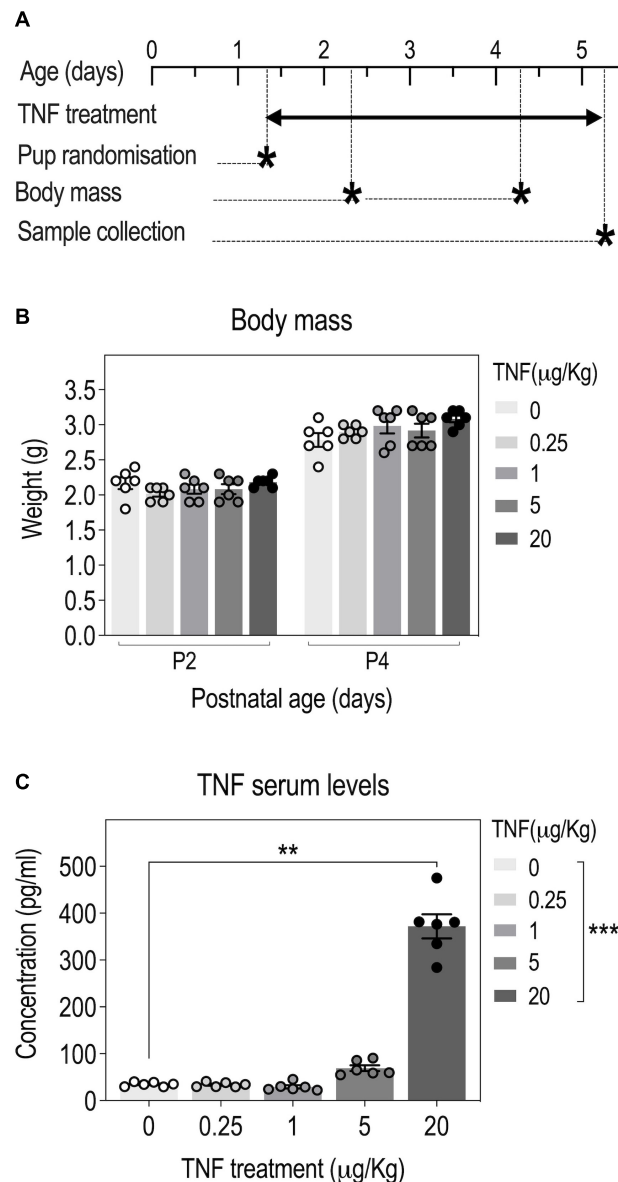 A
0 1 2 3 4 5
Age (days)
TNF treatment
Pup randomisation *
Body mass * *
Sample collection *
B
Body mass
3.5
3.0
2.5
2.0
1.5
1.0
0.5
0.0
Weight (g)
P2 P4
Postnatal age (days)
TNF(μg/Kg)
0
0.25
1
5
20
C
TNF serum levels
500
400
300
200
100
0
Concentration (pg/ml)
**
0 0.25 1 5 20
TNF treatment (μg/Kg)
TNF(μg/Kg)
0
0.25
1
5
20
***